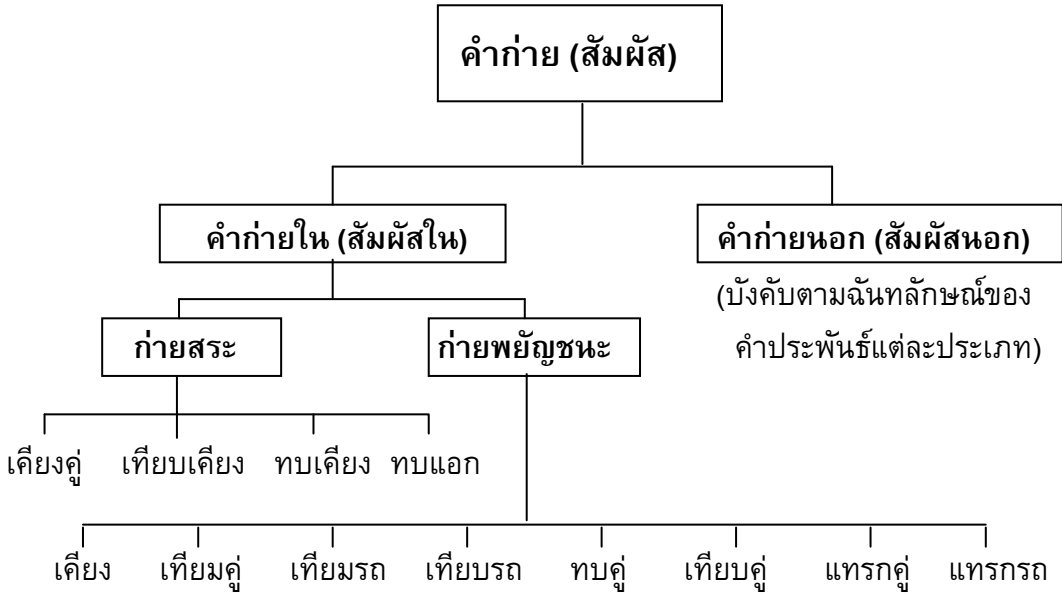 คำก่าย (สัมผัส)
คำก่ายใน (สัมผัสใน)
คำก่ายนอก (สัมผัสนอก)
(บังคับตามฉันทลักษณ์ของ
คำประพันธ์แต่ละประเภท)
ก่ายสระ
ก่ายพยัญชนะ
เคียงคู่ เทียบเคียง ทบเคียง ทบแอก
เคียง เทียมคู่ เทียมรถ เทียบรถ ทบคู่ เทียบคู่ แทรกคู่ แทรกรถ